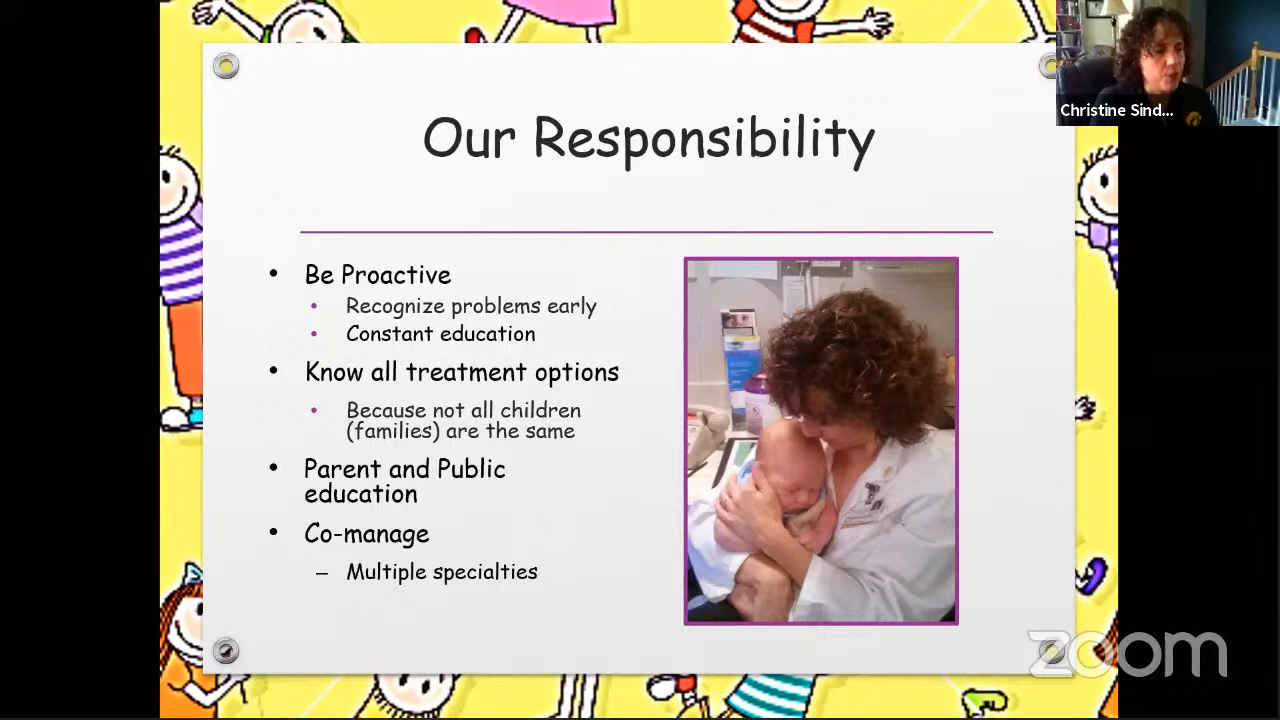 Our Responsibility
Christine Sind...
• Be Proactive
• Recognize problems early
• Constant education
• Know all treatment options
• Because not all children
(families) are the same
• Parent and Public
education
• Co-manage
– Multiple specialties
zoom